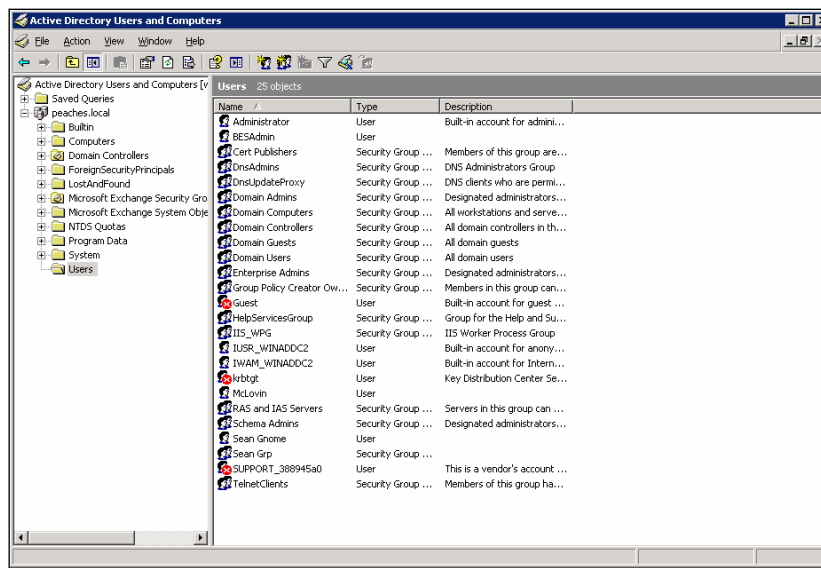 Active Directory Users and Computers
File Action View Window Help
Active Directory Users and Computers [v
Saved Queries
peaches.local
Builtin
Computers
Domain Controllers
ForeignSecurityPrincipals
LostAndFound
Microsoft Exchange Security Gro
Microsoft Exchange System Obje
NTDS Quotas
Program Data
System
Users
Users 25 objects
Name Type Description
Administrator User Built-in account for admini...
BESAdmin User
Cert Publishers Security Group ... Members of this group are...
DnsAdmins Security Group ... DNS Administrators Group
DnsUpdateProxy Security Group ... DNS clients who are permi...
Domain Admins Security Group ... Designated administrators...
Domain Computers Security Group ... All workstations and serve...
Domain Controllers Security Group ... All domain controllers in th...
Domain Guests Security Group ... All domain guests
Domain Users Security Group ... All domain users
Enterprise Admins Security Group ... Designated administrators...
Group Policy Creator Ow... Security Group ... Members in this group can...
Guest User Built-in account for guest ...
HelpServicesGroup Security Group ... Group for the Help and Su...
IIS_WPG Security Group ... IIS Worker Process Group
IUSR_WINADDC2 User Built-in account for anony...
IWAM_WINADDC2 User Built-in account for Intern...
krbtgt User Key Distribution Center Se...
McLovin User
RAS and IAS Servers Security Group ... Servers in this group can ...
Schema Admins Security Group ... Designated administrators...
Sean Gnome User
Sean Grp Security Group ...
SUPPORT_388945a0 User This is a vendor's account ...
TelnetClients Security Group ... Members of this group ha...